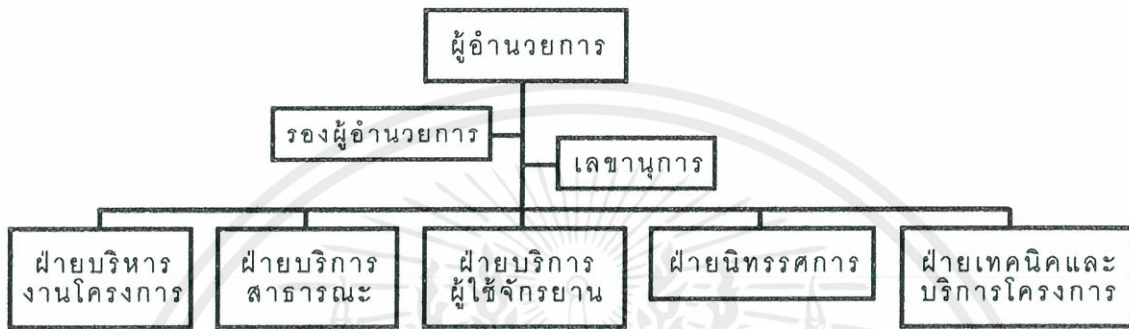 ผู้อำนวยการ
รองผู้อำนวยการ
เลขานุการ
ฝ่ายบริหาร
งานโครงการ
ฝ่ายบริการ
สาธารณะ
ฝ่ายบริการ
ผู้ใช้จักรยาน
ฝ่ายนิทรรศการ
ฝ่ายเทคนิคและ
บริการโครงการ